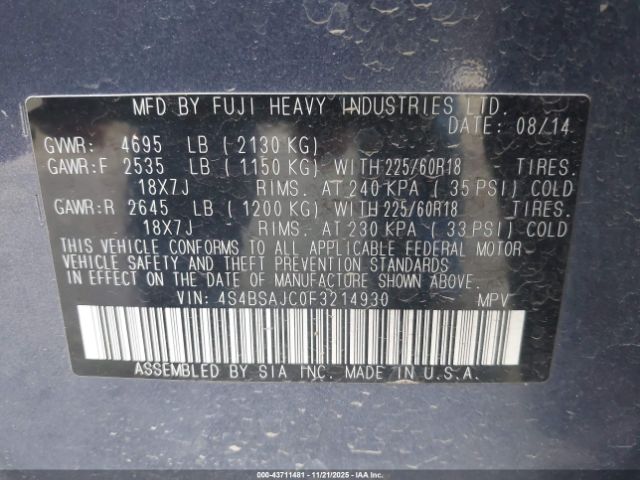 MFD BY FUJI HEAVY INDUSTRIES LTD.
DATE: 08/14
GVWR: 4695 LB ( 2130 KG)
GAWR:F 2535 LB ( 1150 KG) WITH 225/60R18 TIRES.
18X7J RIMS. AT 240 KPA ( 35 PSI) COLD
GAWR:R 2645 LB ( 1200 KG) WITH 225/60R18 TIRES.
18X7J RIMS. AT 230 KPA ( 33 PSI) COLD
THIS VEHICLE CONFORMS TO ALL APPLICABLE FEDERAL MOTOR
VEHICLE SAFETY AND THEFT PREVENTION STANDARDS
IN EFFECT ON THE DATE OF MANUFACTURE SHOWN ABOVE.
VIN: 4S4BSAJC0F3214930 MPV
ASSEMBLED BY SIA INC. MADE IN U.S.A.
000-43711481 - 11/21/2025 - IAAI.COM